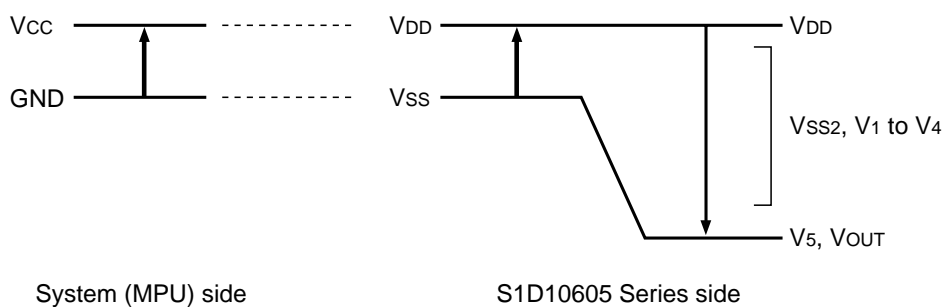 VCC
VDD
VDD
GND
VSS
VSS2, V1 to V4
V5, VOUT
System (MPU) side
S1D10605 Series side